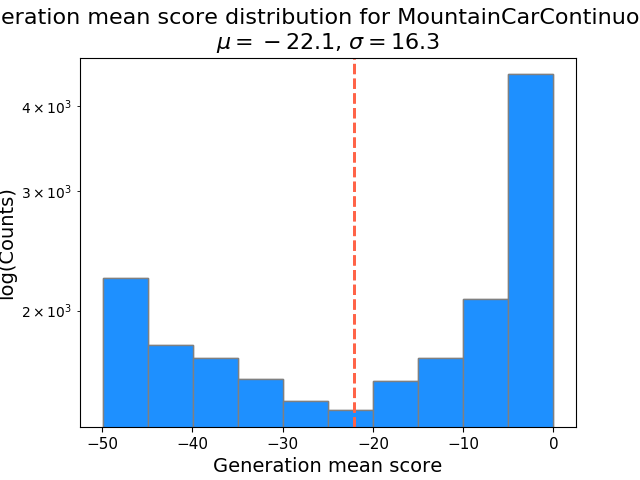 eration mean score distribution for MountainCarContinuo
μ = −22.1, σ = 16.3
4 × 10³
3 × 10³
2 × 10³
log(Counts)
−50 −40 −30 −20 −10 0
Generation mean score